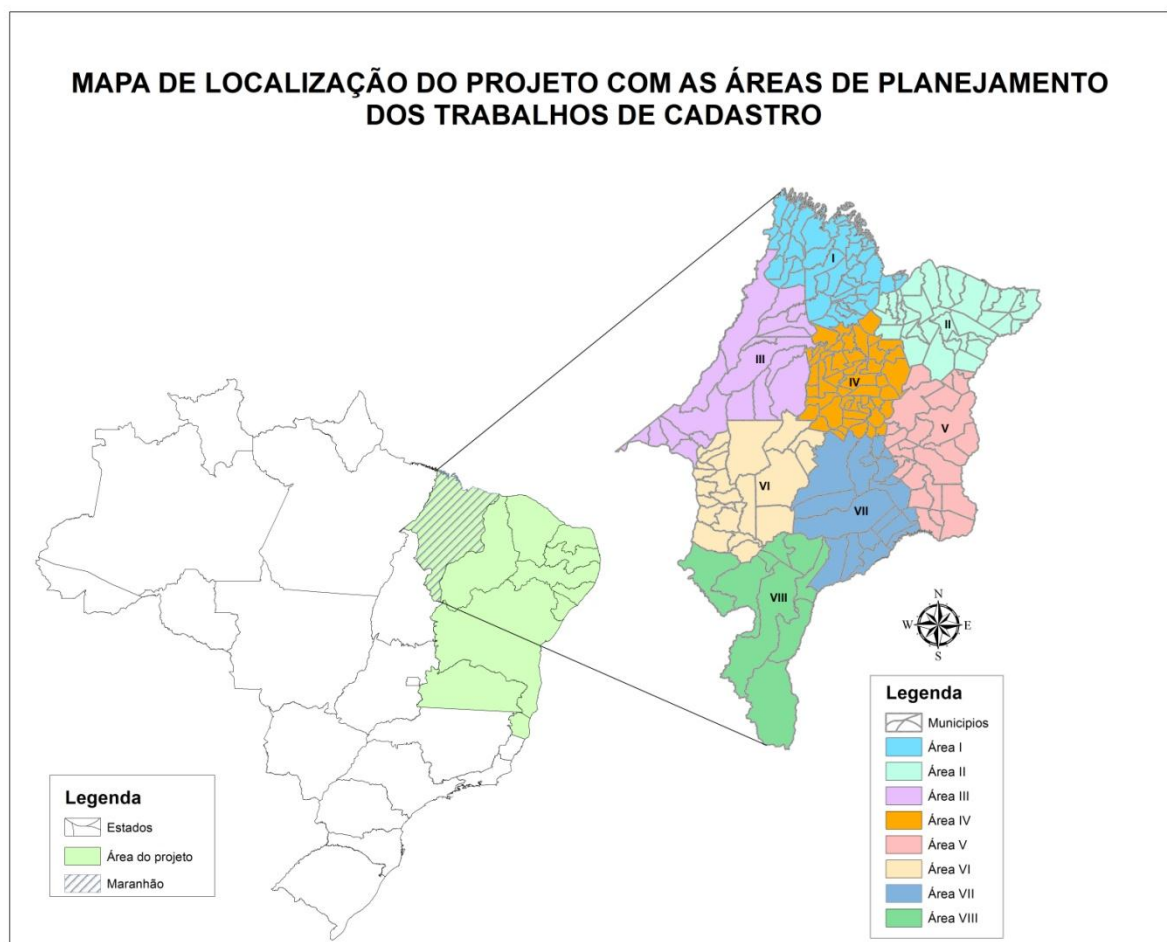 MAPA DE LOCALIZAÇÃO DO PROJETO COM AS ÁREAS DE PLANEJAMENTO
DOS TRABALHOS DE CADASTRO
I
II
III
IV
V
VI
VII
VIII
N
W
E
S
Legenda
Estados
Área do projeto
Maranhão
Legenda
Municipios
Área I
Área II
Área III
Área IV
Área V
Área VI
Área VII
Área VIII